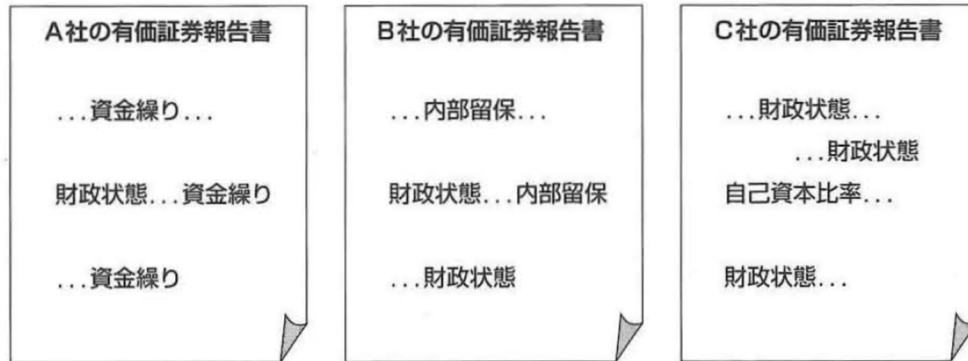 A社の有価証券報告書
...資金繰り...
財政状態...資金繰り
...資金繰り
B社の有価証券報告書
...内部留保...
財政状態...内部留保
...財政状態
C社の有価証券報告書
...財政状態...
...財政状態
自己資本比率...
財政状態...